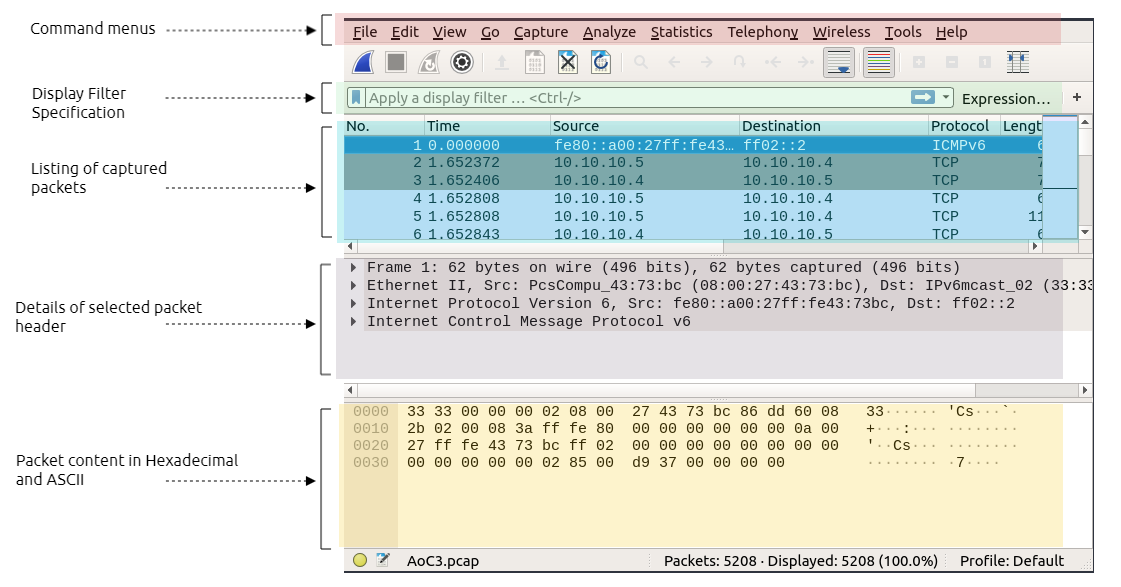 Command menus
File Edit View Go Capture Analyze Statistics Telephony Wireless Tools Help
Display Filter
Specification
Apply a display filter … <Ctrl-/> Expression… +
Listing of captured
packets
No. Time Source Destination Protocol Lengt
1 0.000000 fe80::a00:27ff:fe43… ff02::2 ICMPv6 6
2 1.652372 10.10.10.5 10.10.10.4 TCP 7
3 1.652406 10.10.10.4 10.10.10.5 TCP 7
4 1.652808 10.10.10.5 10.10.10.4 TCP 6
5 1.652808 10.10.10.5 10.10.10.4 TCP 11
6 1.652843 10.10.10.4 10.10.10.5 TCP 6
Details of selected packet
header
Frame 1: 62 bytes on wire (496 bits), 62 bytes captured (496 bits)
Ethernet II, Src: PcsCompu_43:73:bc (08:00:27:43:73:bc), Dst: IPv6mcast_02 (33:33
Internet Protocol Version 6, Src: fe80::a00:27ff:fe43:73bc, Dst: ff02::2
Internet Control Message Protocol v6
Packet content in Hexadecimal
and ASCII
0000 33 33 00 00 00 02 08 00 27 43 73 bc 86 dd 60 08 33······ 'Cs···`·
0010 2b 02 00 08 3a ff fe 80 00 00 00 00 00 00 0a 00 +···:··· ········
0020 27 ff fe 43 73 bc ff 02 00 00 00 00 00 00 00 00 '··Cs··· ········
0030 00 00 00 00 00 02 85 00 d9 37 00 00 00 00 ········ ·7····
AoC3.pcap Packets: 5208 · Displayed: 5208 (100.0%) Profile: Default